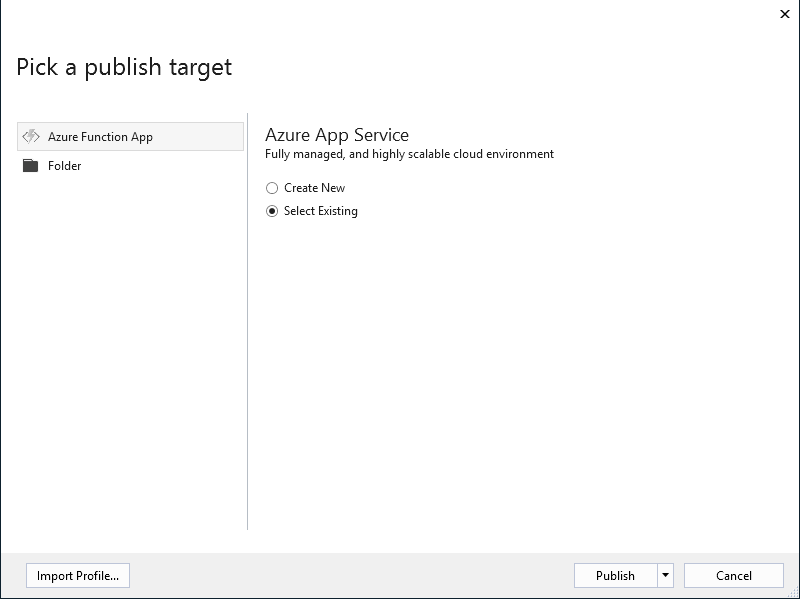 Pick a publish target
Azure Function App
Folder
Azure App Service
Fully managed, and highly scalable cloud environment
Create New
Select Existing
Import Profile...
Publish
Cancel